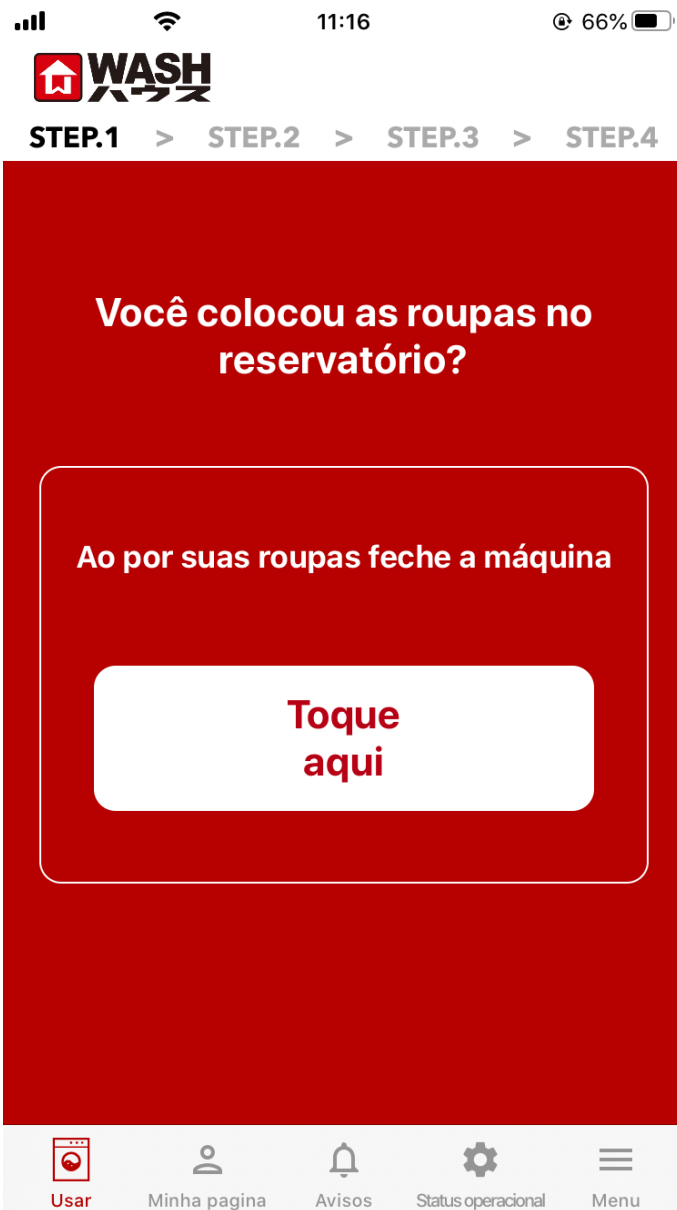 11:16 66%
WASH
ハウス
STEP.1 > STEP.2 > STEP.3 > STEP.4
Você colocou as roupas no
reservatório?
Ao por suas roupas feche a máquina
Toque
aqui
Usar Minha pagina Avisos Status operacional Menu